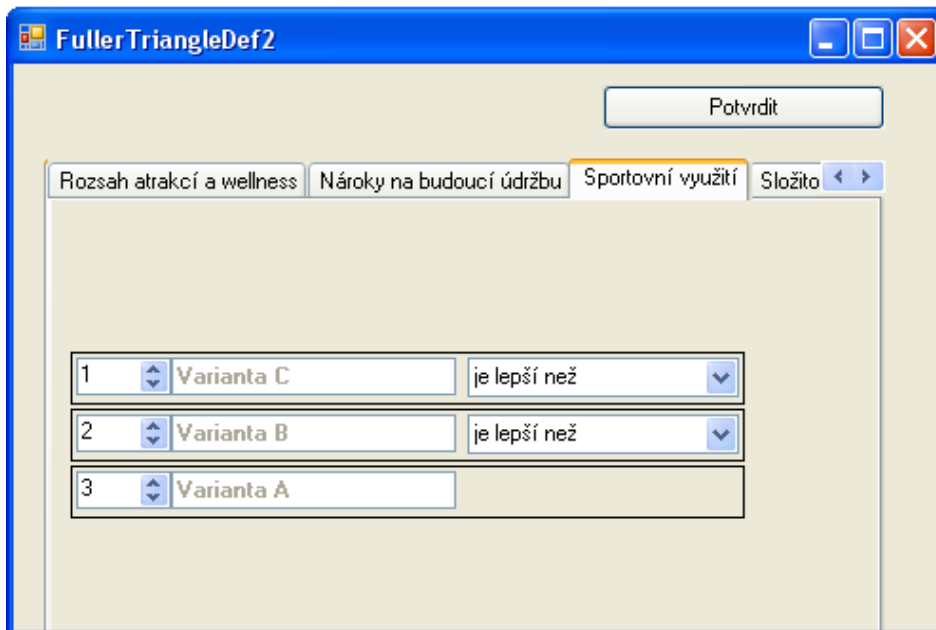 FullerTriangleDef2
Potvrdit
Rozsah atrakcí a wellness Nároky na budoucí údržbu Sportovní využití Složito
1 Varianta C je lepší než
2 Varianta B je lepší než
3 Varianta A